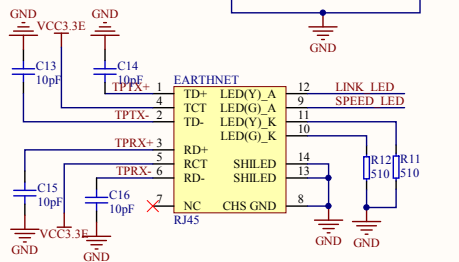 GND
VCC3.3E
GND
GND
C13
10pF
C14
10pF
EARTHNET
TPTX+ 1 TD+ LED(Y)_A 12 LINK_LED
4 TCT LED(G)_A 9 SPEED_LED
TPTX- 2 TD- LED(Y)_K 11
LED(G)_K 10
TPRX+ 3 RD+
5 RCT SHILED 14
TPRX- 6 RD- SHILED 13
R12
510
R11
510
C15
10pF
C16
10pF
7 NC CHS GND 8
RJ45
GND
VCC3.3E
GND
GND
GND